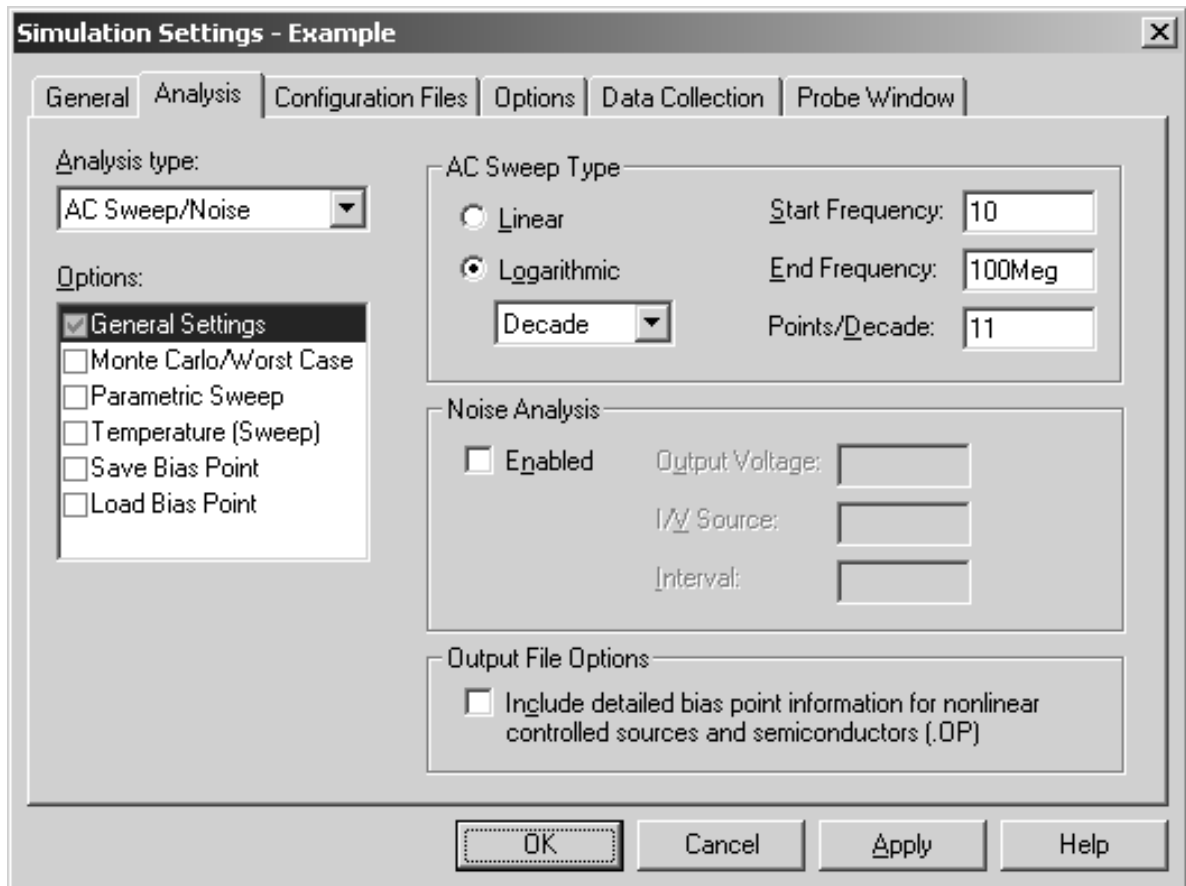 Simulation Settings - Example
General
Analysis
Configuration Files
Options
Data Collection
Probe Window
Analysis type:
AC Sweep/Noise
Options:
General Settings
Monte Carlo/Worst Case
Parametric Sweep
Temperature (Sweep)
Save Bias Point
Load Bias Point
AC Sweep Type
Linear
Logarithmic
Decade
Start Frequency: 10
End Frequency: 100Meg
Points/Decade: 11
Noise Analysis
Enabled
Output Voltage:
I/V Source:
Interval:
Output File Options
Include detailed bias point information for nonlinear
controlled sources and semiconductors (.OP)
OK
Cancel
Apply
Help